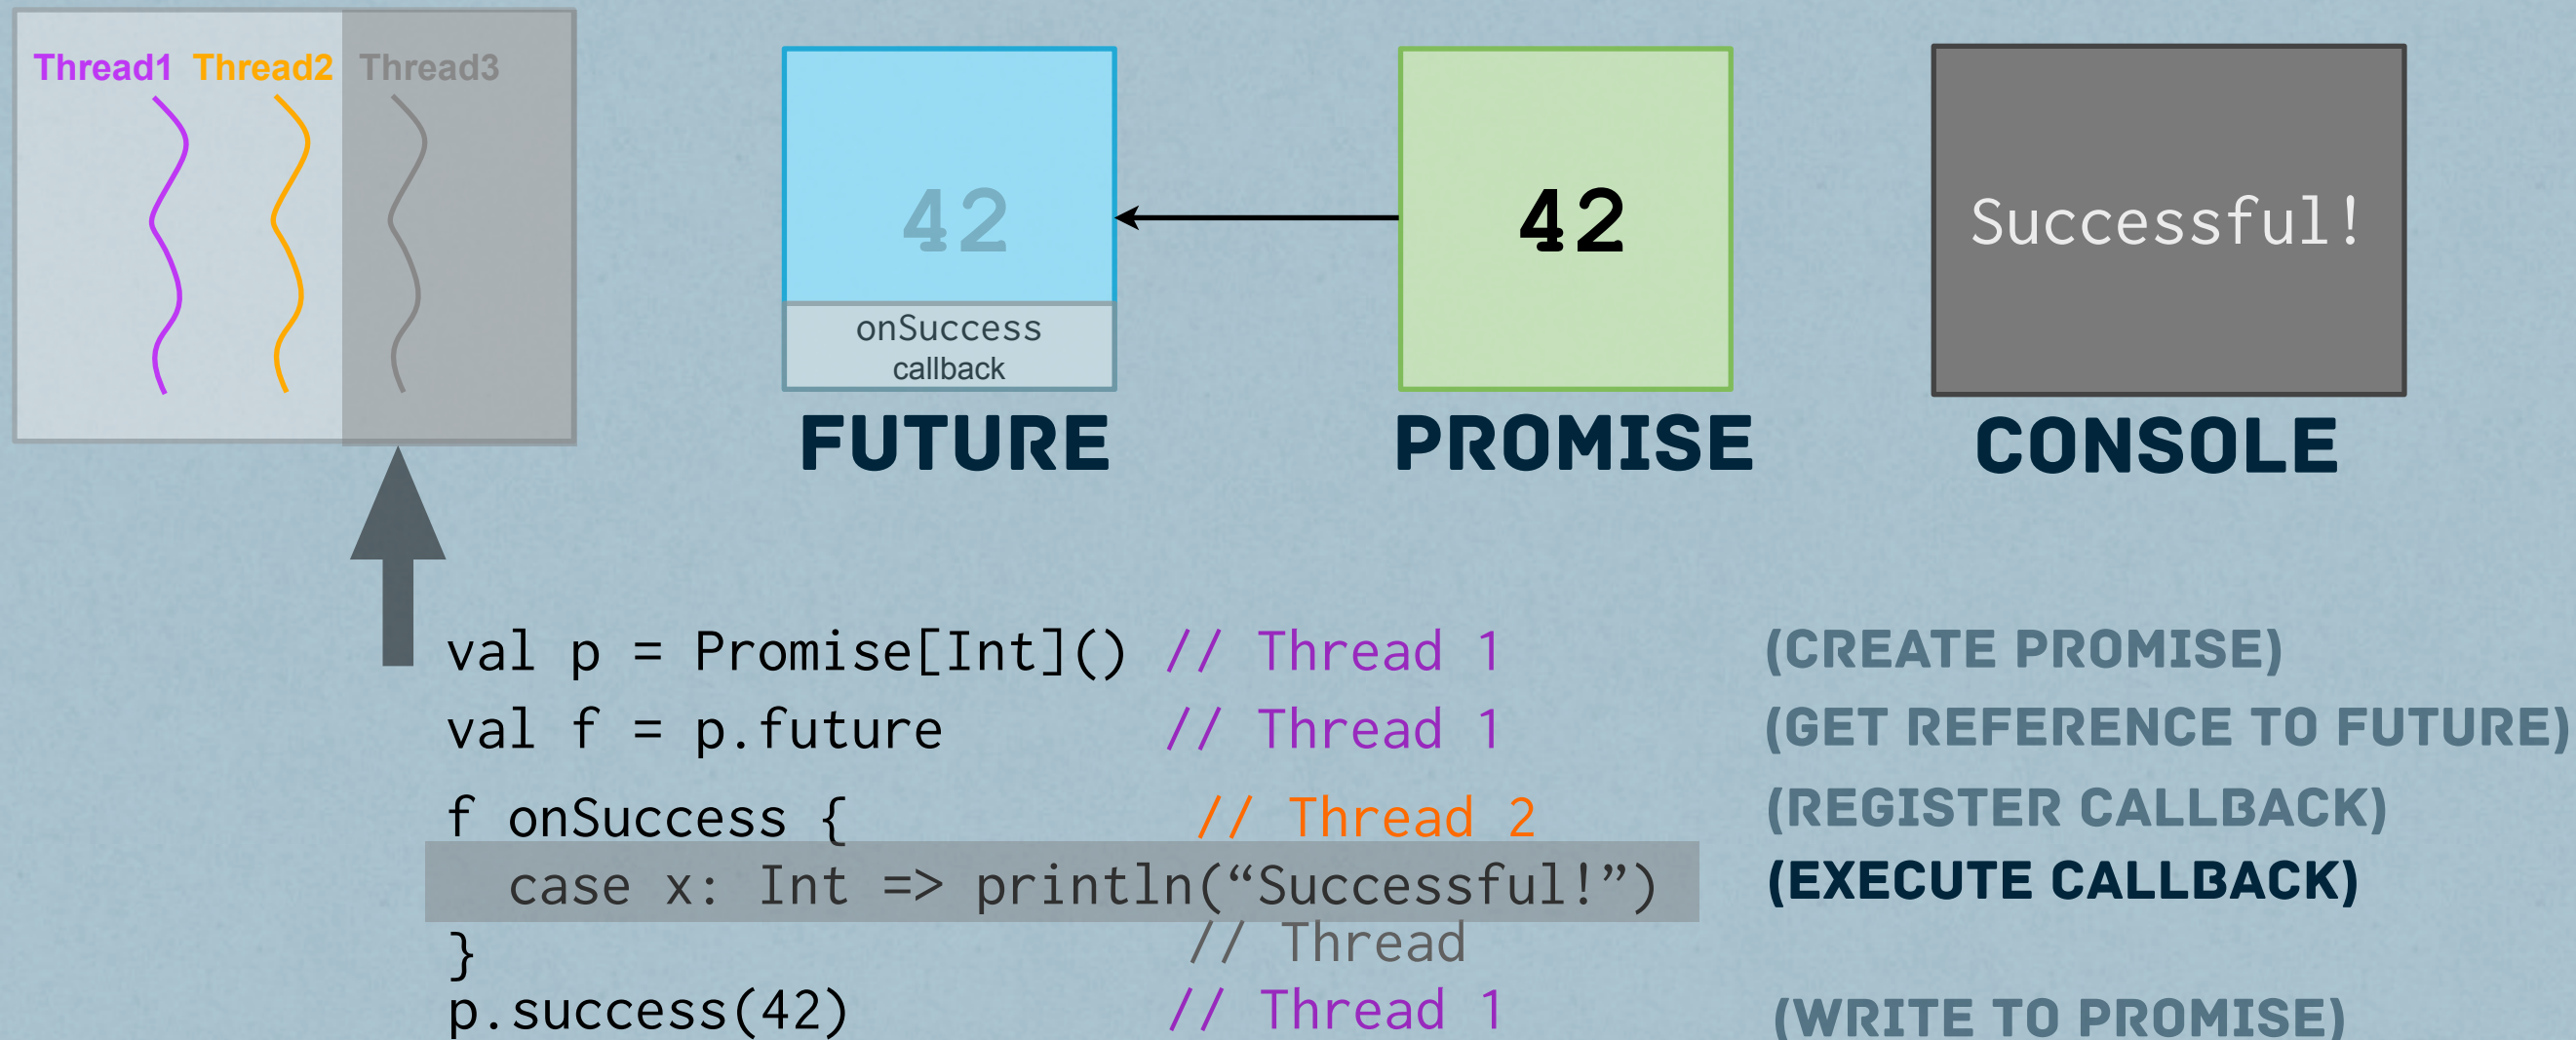 Thread1 Thread2 Thread3
42
onSuccess
callback
FUTURE
42
PROMISE
Successful!
CONSOLE
val p = Promise[Int]() // Thread 1 (CREATE PROMISE)
val f = p.future // Thread 1 (GET REFERENCE TO FUTURE)
f onSuccess { // Thread 2 (REGISTER CALLBACK)
case x: Int => println(“Successful!”) (EXECUTE CALLBACK)
} // Thread
p.success(42) // Thread 1 (WRITE TO PROMISE)